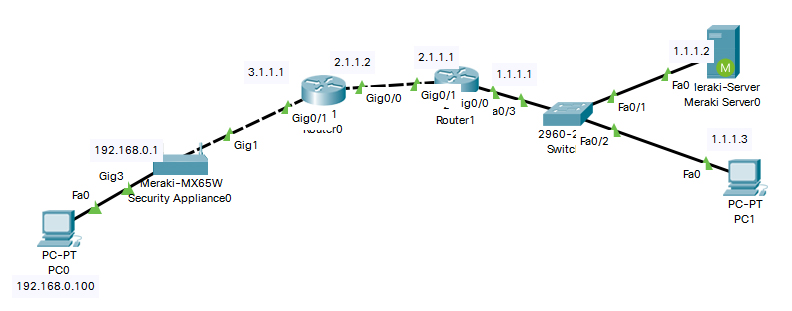 1.1.1.2
M
Fa0
leraki-Server
Meraki Server0
2.1.1.2
2.1.1.1
3.1.1.1
1.1.1.1
Gig0/0
Gig0/1
ig0/0
a0/3
Fa0/1
Gig0/1
1
Router0
Router1
2960-2
Fa0/2
Switc
1.1.1.3
Fa0
PC-PT
PC1
192.168.0.1
Gig1
Gig3
Meraki-MX65W
Security Appliance0
Fa0
PC-PT
PC0
192.168.0.100